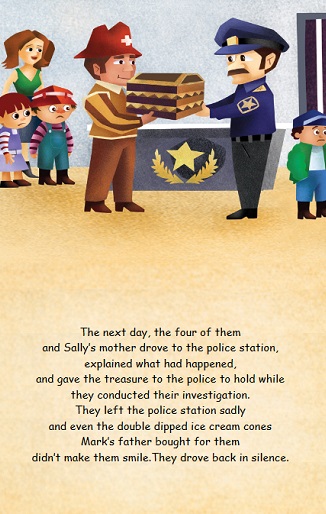 The next day, the four of them
and Sally's mother drove to the police station,
explained what had happened,
and gave the treasure to the police to hold while
they conducted their investigation.
They left the police station sadly
and even the double dipped ice cream cones
Mark's father bought for them
didn't make them smile.They drove back in silence.